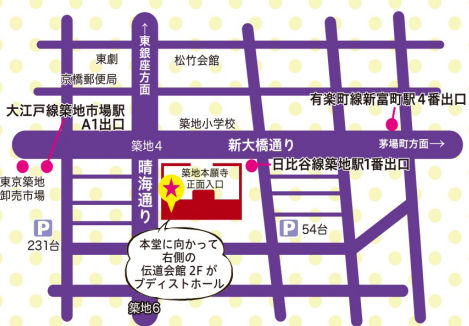 ←東銀座方面
東劇
松竹会館
京橋郵便局
大江戸線築地市場駅
A1出口
有楽町線新富町駅4番出口
築地小学校
築地4
新大橋通り
茅場町方面→
晴海通り
築地本願寺
正面入口
日比谷線築地駅1番出口
東京築地
卸売市場
P
231台
P
54台
本堂に向かって
右側の
伝道会館 2F が
ブディストホール
築地6